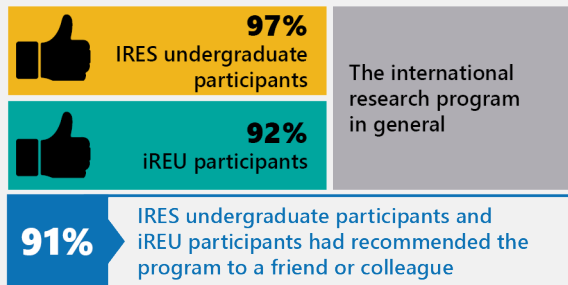 97%
IRES undergraduate
participants
92%
iREU participants
The international
research program
in general
91%
IRES undergraduate participants and
iREU participants had recommended the
program to a friend or colleague